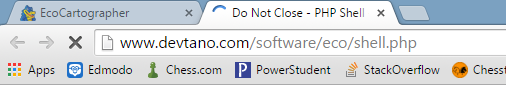 EcoCartographer Do Not Close - PHP Shell
www.devtano.com/software/eco/shell.php
Apps Edmodo Chess.com PowerStudent StackOverflow Chesst